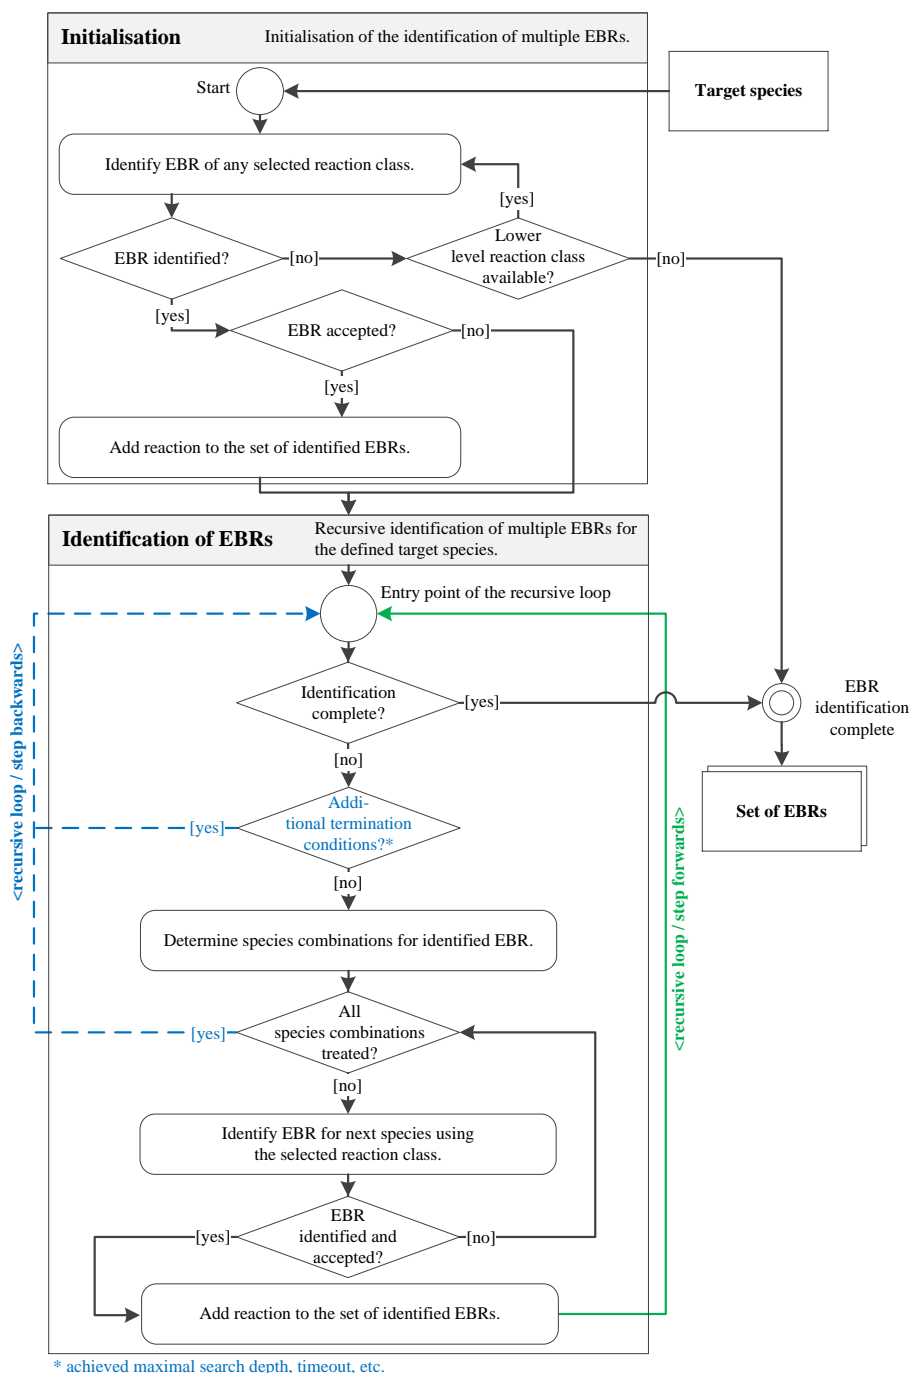 Initialisation
Initialisation of the identification of multiple EBRs.
Start
Target species
Identify EBR of any selected reaction class.
[yes]
EBR identified?
[no]
Lower
level reaction class
available?
[no]
[yes]
EBR accepted?
[no]
[yes]
Add reaction to the set of identified EBRs.
Identification of EBRs
Recursive identification of multiple EBRs for
the defined target species.
Entry point of the recursive loop
<recursive loop / step backwards>
Identification
complete?
[yes]
EBR
identification
complete
[no]
Addi-
tional termination
conditions?*
[yes]
Set of EBRs
[no]
<recursive loop / step forwards>
Determine species combinations for identified EBR.
All
species combinations
treated?
[yes]
[no]
Identify EBR for next species using
the selected reaction class.
EBR
identified and
accepted?
[yes]
[no]
Add reaction to the set of identified EBRs.
* achieved maximal search depth, timeout, etc.